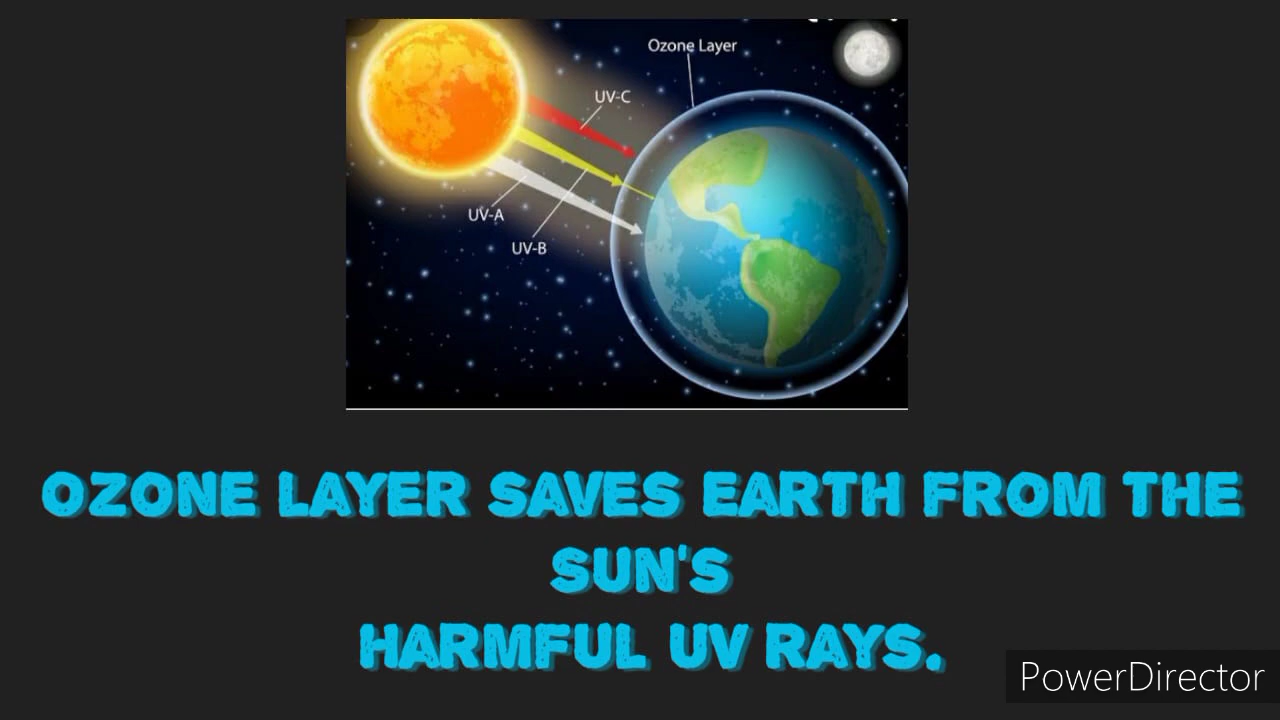 Ozone Layer
UV-C
UV-A
UV-B
OZONE LAYER SAVES EARTH FROM THE
SUN'S
HARMFUL UV RAYS.
PowerDirector